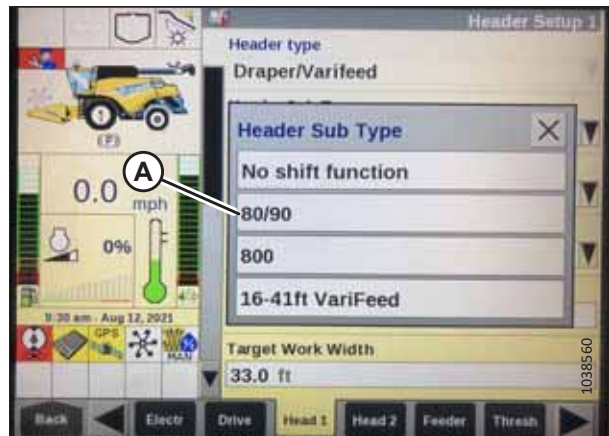 Header Setup 1
Header type
Draper/Varifeed
Header Sub Type
No shift function
80/90
800
16-41ft VariFeed
A
1
(P)
0.0 mph
0%
9:30 am - Aug 12, 2021
GPS
MAN
Target Work Width
33.0 ft
1038560
Back
Electr
Drive
Head 1
Head 2
Feeder
Thresh